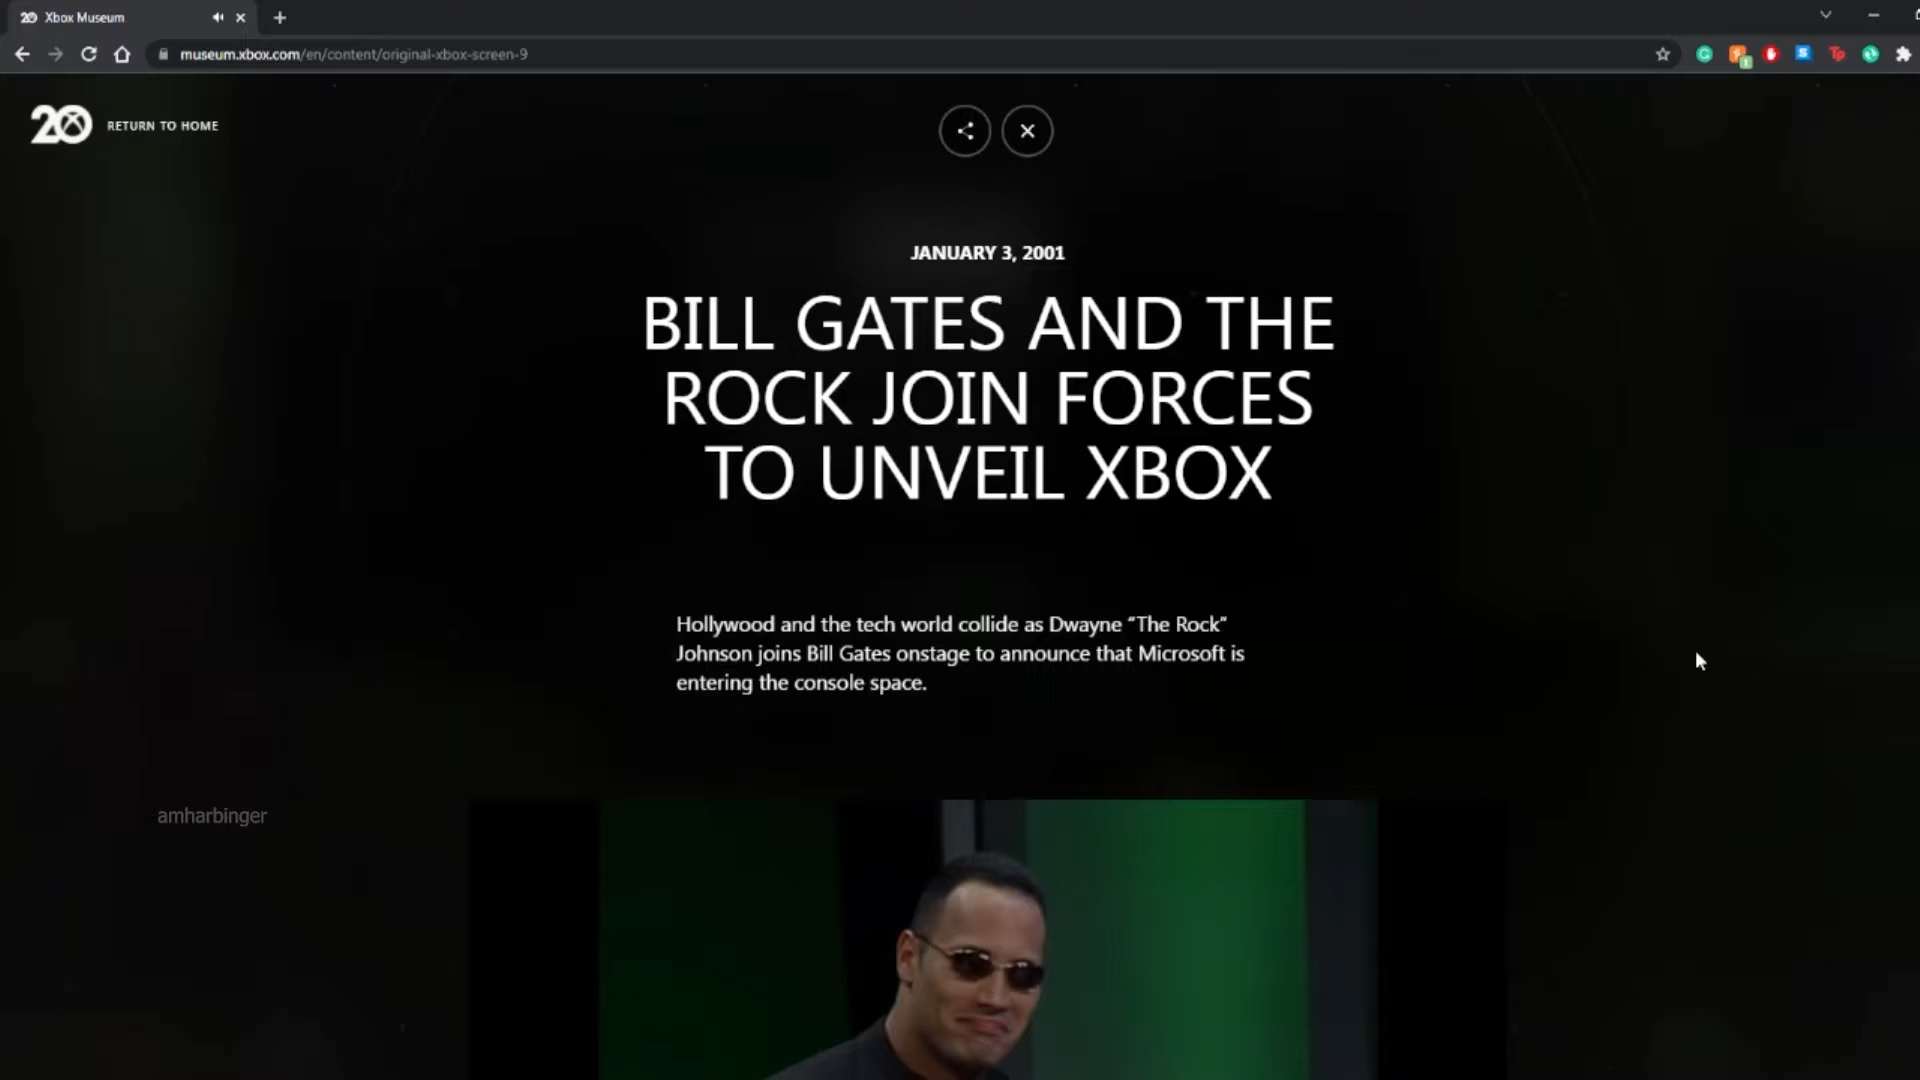 20 Xbox Museum
museum.xbox.com/en/content/original-xbox-screen-9
20 RETURN TO HOME
JANUARY 3, 2001
BILL GATES AND THE
ROCK JOIN FORCES
TO UNVEIL XBOX
Hollywood and the tech world collide as Dwayne “The Rock”
Johnson joins Bill Gates onstage to announce that Microsoft is
entering the console space.
amharbinger